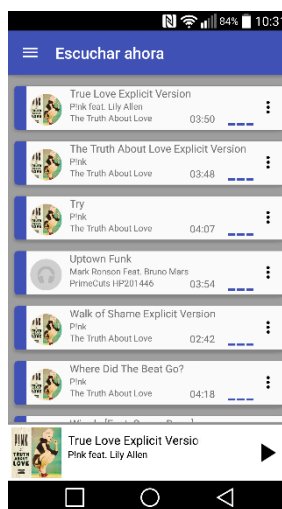 84% 10:31
Escuchar ahora
True Love Explicit Version
P!nk feat. Lily Allen
The Truth About Love 03:50
The Truth About Love Explicit Version
P!nk
The Truth About Love 03:48
Try
P!nk
The Truth About Love 04:07
Uptown Funk
Mark Ronson Feat. Bruno Mars
PrimeCuts HP201446 03:54
Walk of Shame Explicit Version
P!nk
The Truth About Love 02:42
Where Did The Beat Go?
P!nk
The Truth About Love 04:18
P!NK
TRUTH
ABOUT
LOVE
True Love Explicit Versio
P!nk feat. Lily Allen